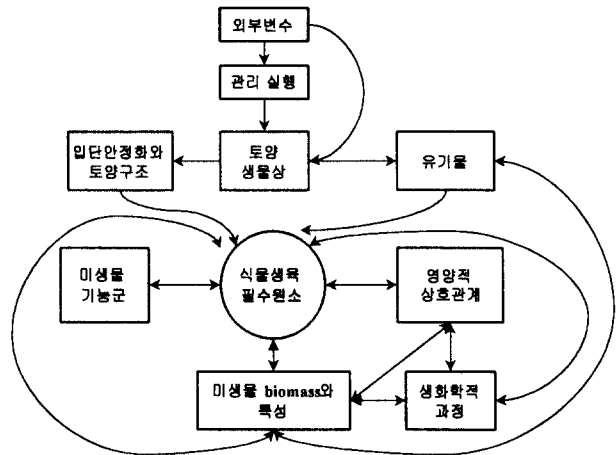 외부변수
관리 실행
입단안정화와
토양구조
토양
생물상
유기물
미생물
기능군
식물생육
필수원소
영양적
상호관계
미생물 biomass와
특성
생화학적
과정